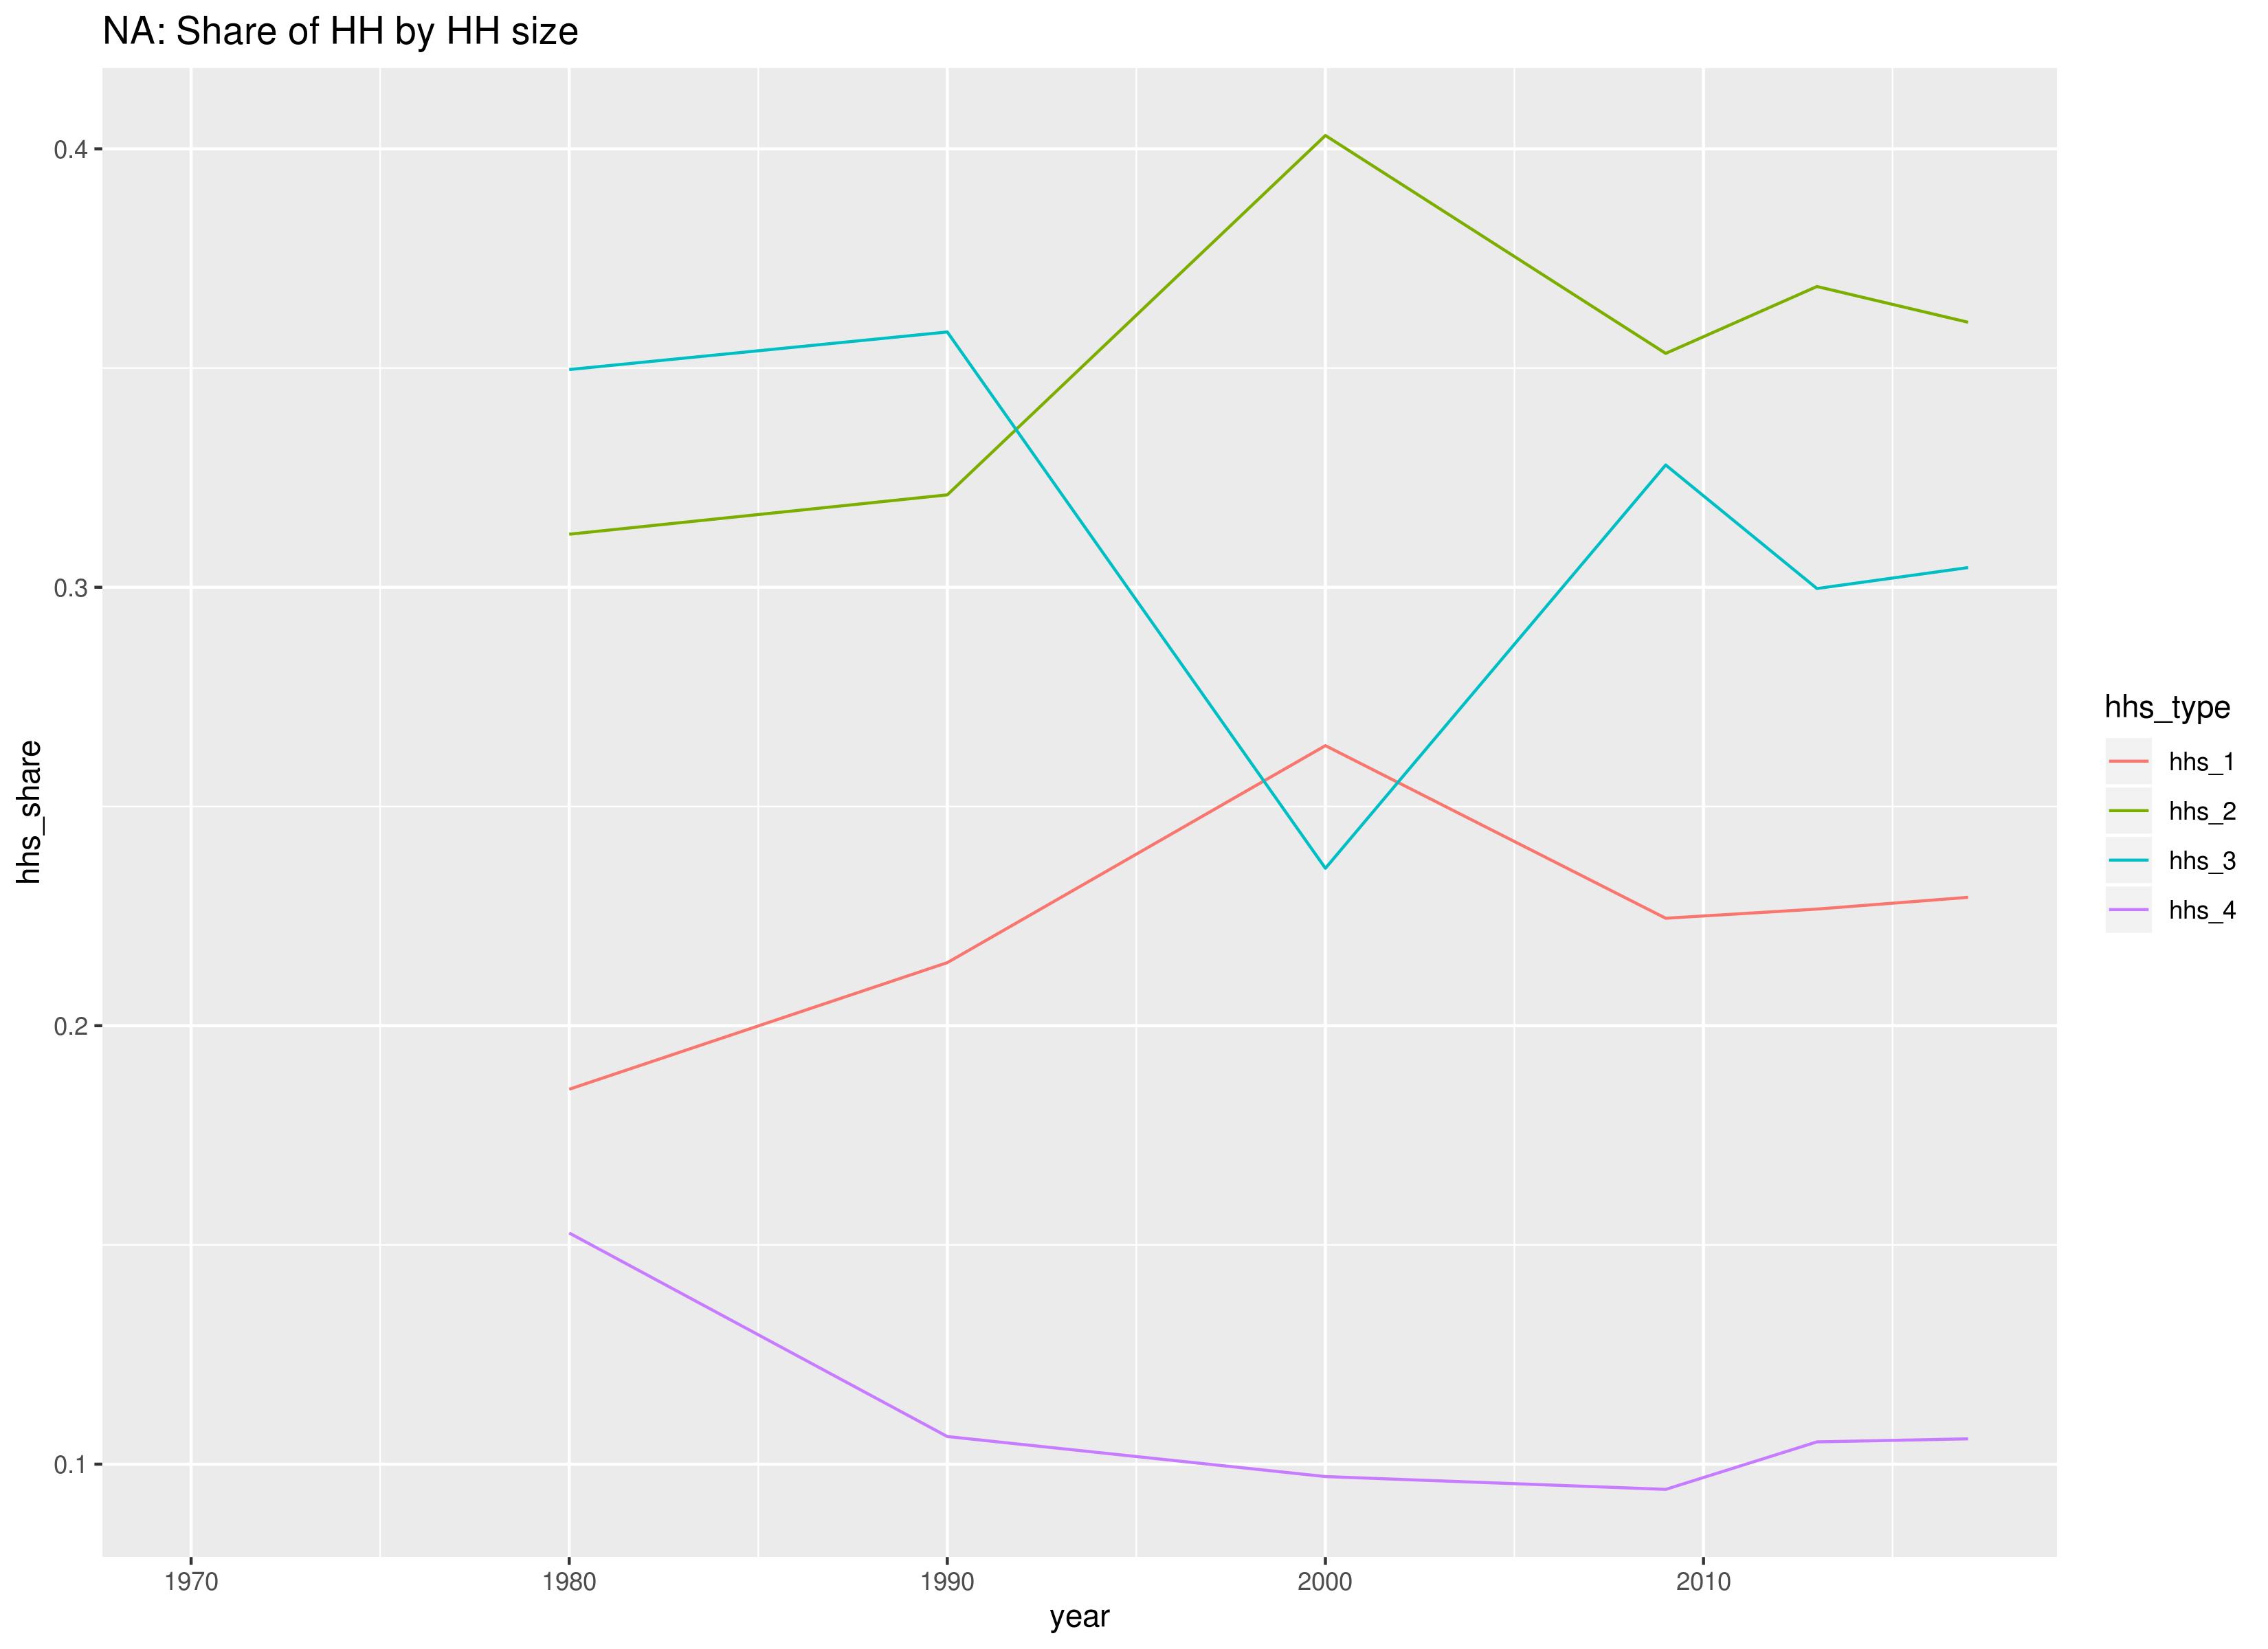 NA: Share of HH by HH size
0.4
0.3
0.2
0.1
hhs_share
1970 1980 1990 2000 2010
year
hhs_type
hhs_1
hhs_2
hhs_3
hhs_4